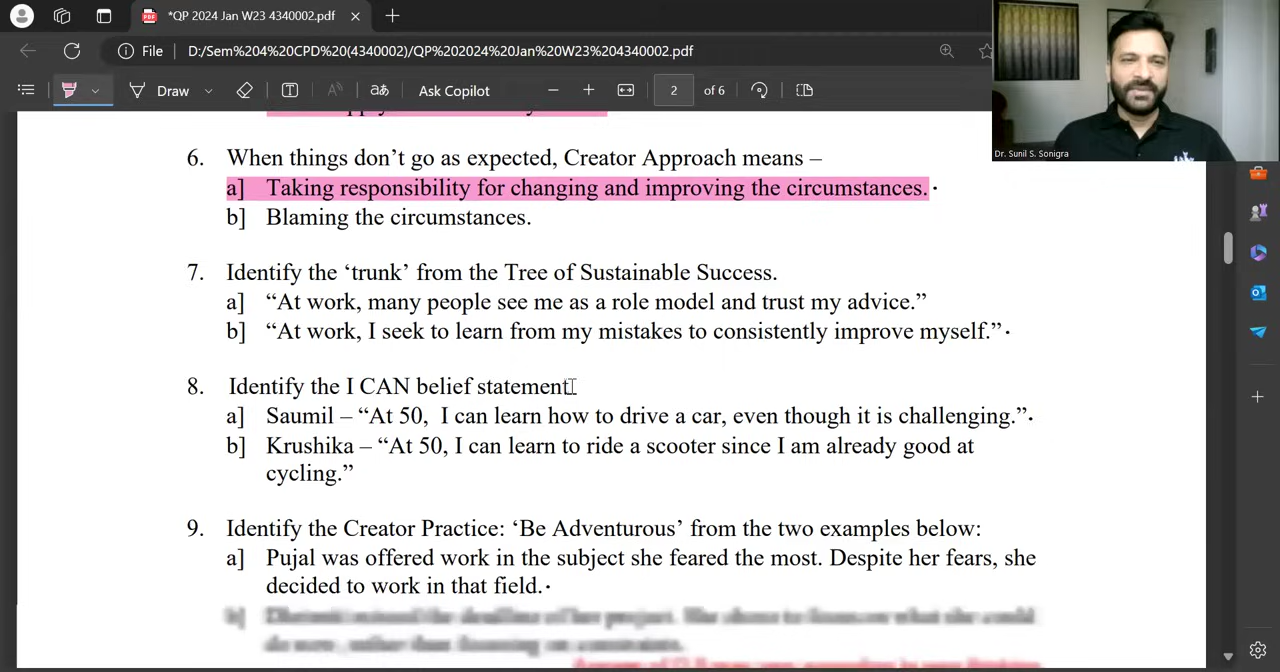 *QP 2024 Jan W23 4340002.pdf
File D:/Sem%204%20CPD%20(4340002)/QP%202024%20Jan%20W23%204340002.pdf
Draw Ask Copilot 2 of 6
Dr. Sunil S. Sonigra
6. When things don’t go as expected, Creator Approach means –
a] Taking responsibility for changing and improving the circumstances. ·
b] Blaming the circumstances.
7. Identify the ‘trunk’ from the Tree of Sustainable Success.
a] “At work, many people see me as a role model and trust my advice.”
b] “At work, I seek to learn from my mistakes to consistently improve myself.” ·
8. Identify the I CAN belief statement
a] Saumil – “At 50, I can learn how to drive a car, even though it is challenging.” ·
b] Krushika – “At 50, I can learn to ride a scooter since I am already good at
cycling.”
9. Identify the Creator Practice: ‘Be Adventurous’ from the two examples below:
a] Pujal was offered work in the subject she feared the most. Despite her fears, she
decided to work in that field. ·